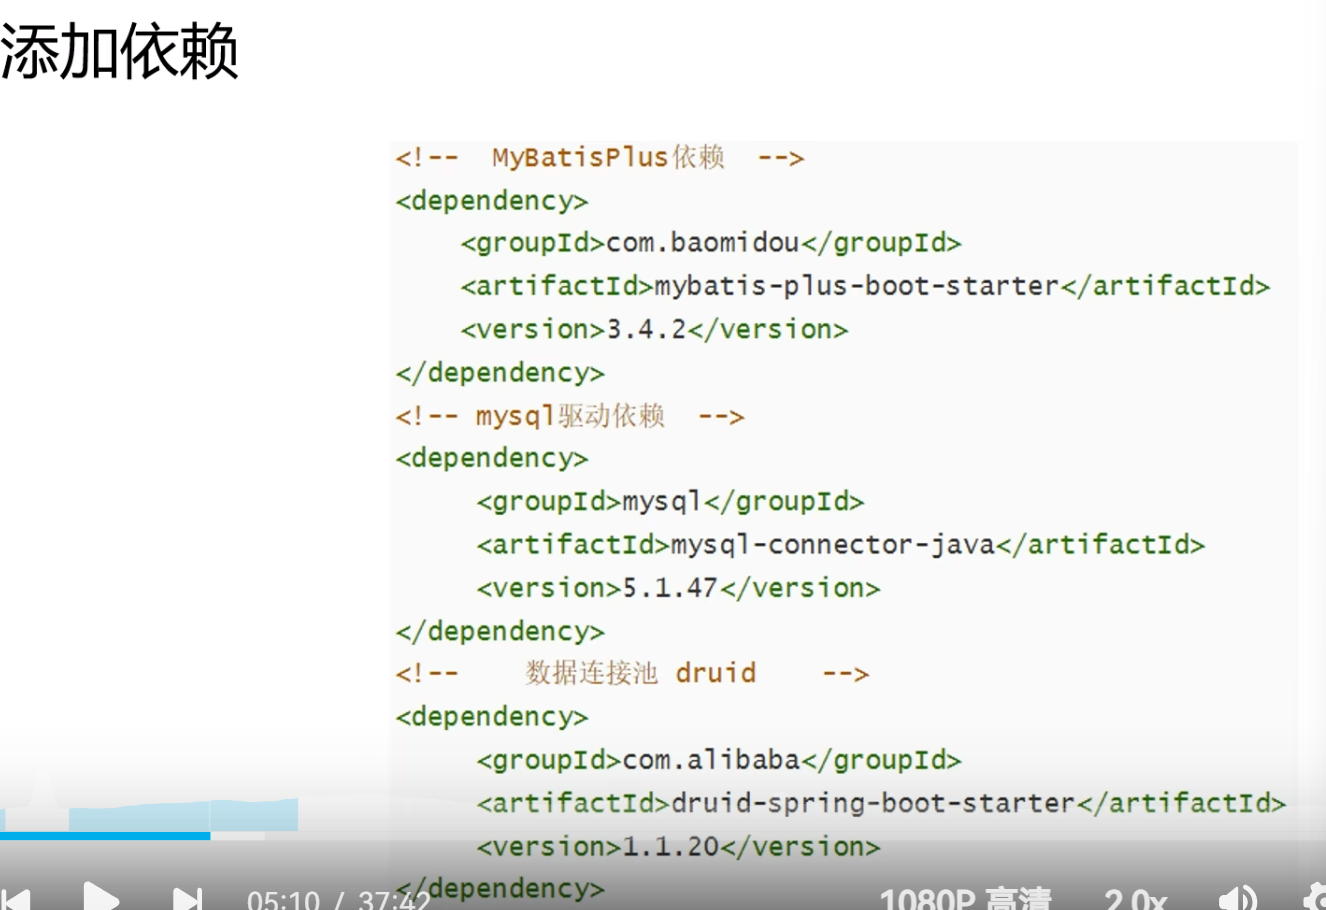 添加依赖
<!--  MyBatisPlus依赖  -->
<dependency>
    <groupId>com.baomidou</groupId>
    <artifactId>mybatis-plus-boot-starter</artifactId>
    <version>3.4.2</version>
</dependency>
<!-- mysql驱动依赖  -->
<dependency>
     <groupId>mysql</groupId>
     <artifactId>mysql-connector-java</artifactId>
     <version>5.1.47</version>
</dependency>
<!--    数据连接池 druid    -->
<dependency>
     <groupId>com.alibaba</groupId>
     <artifactId>druid-spring-boot-starter</artifactId>
     <version>1.1.20</version>
</dependency>
05:10 / 37:42 1080P 高清 2.0x